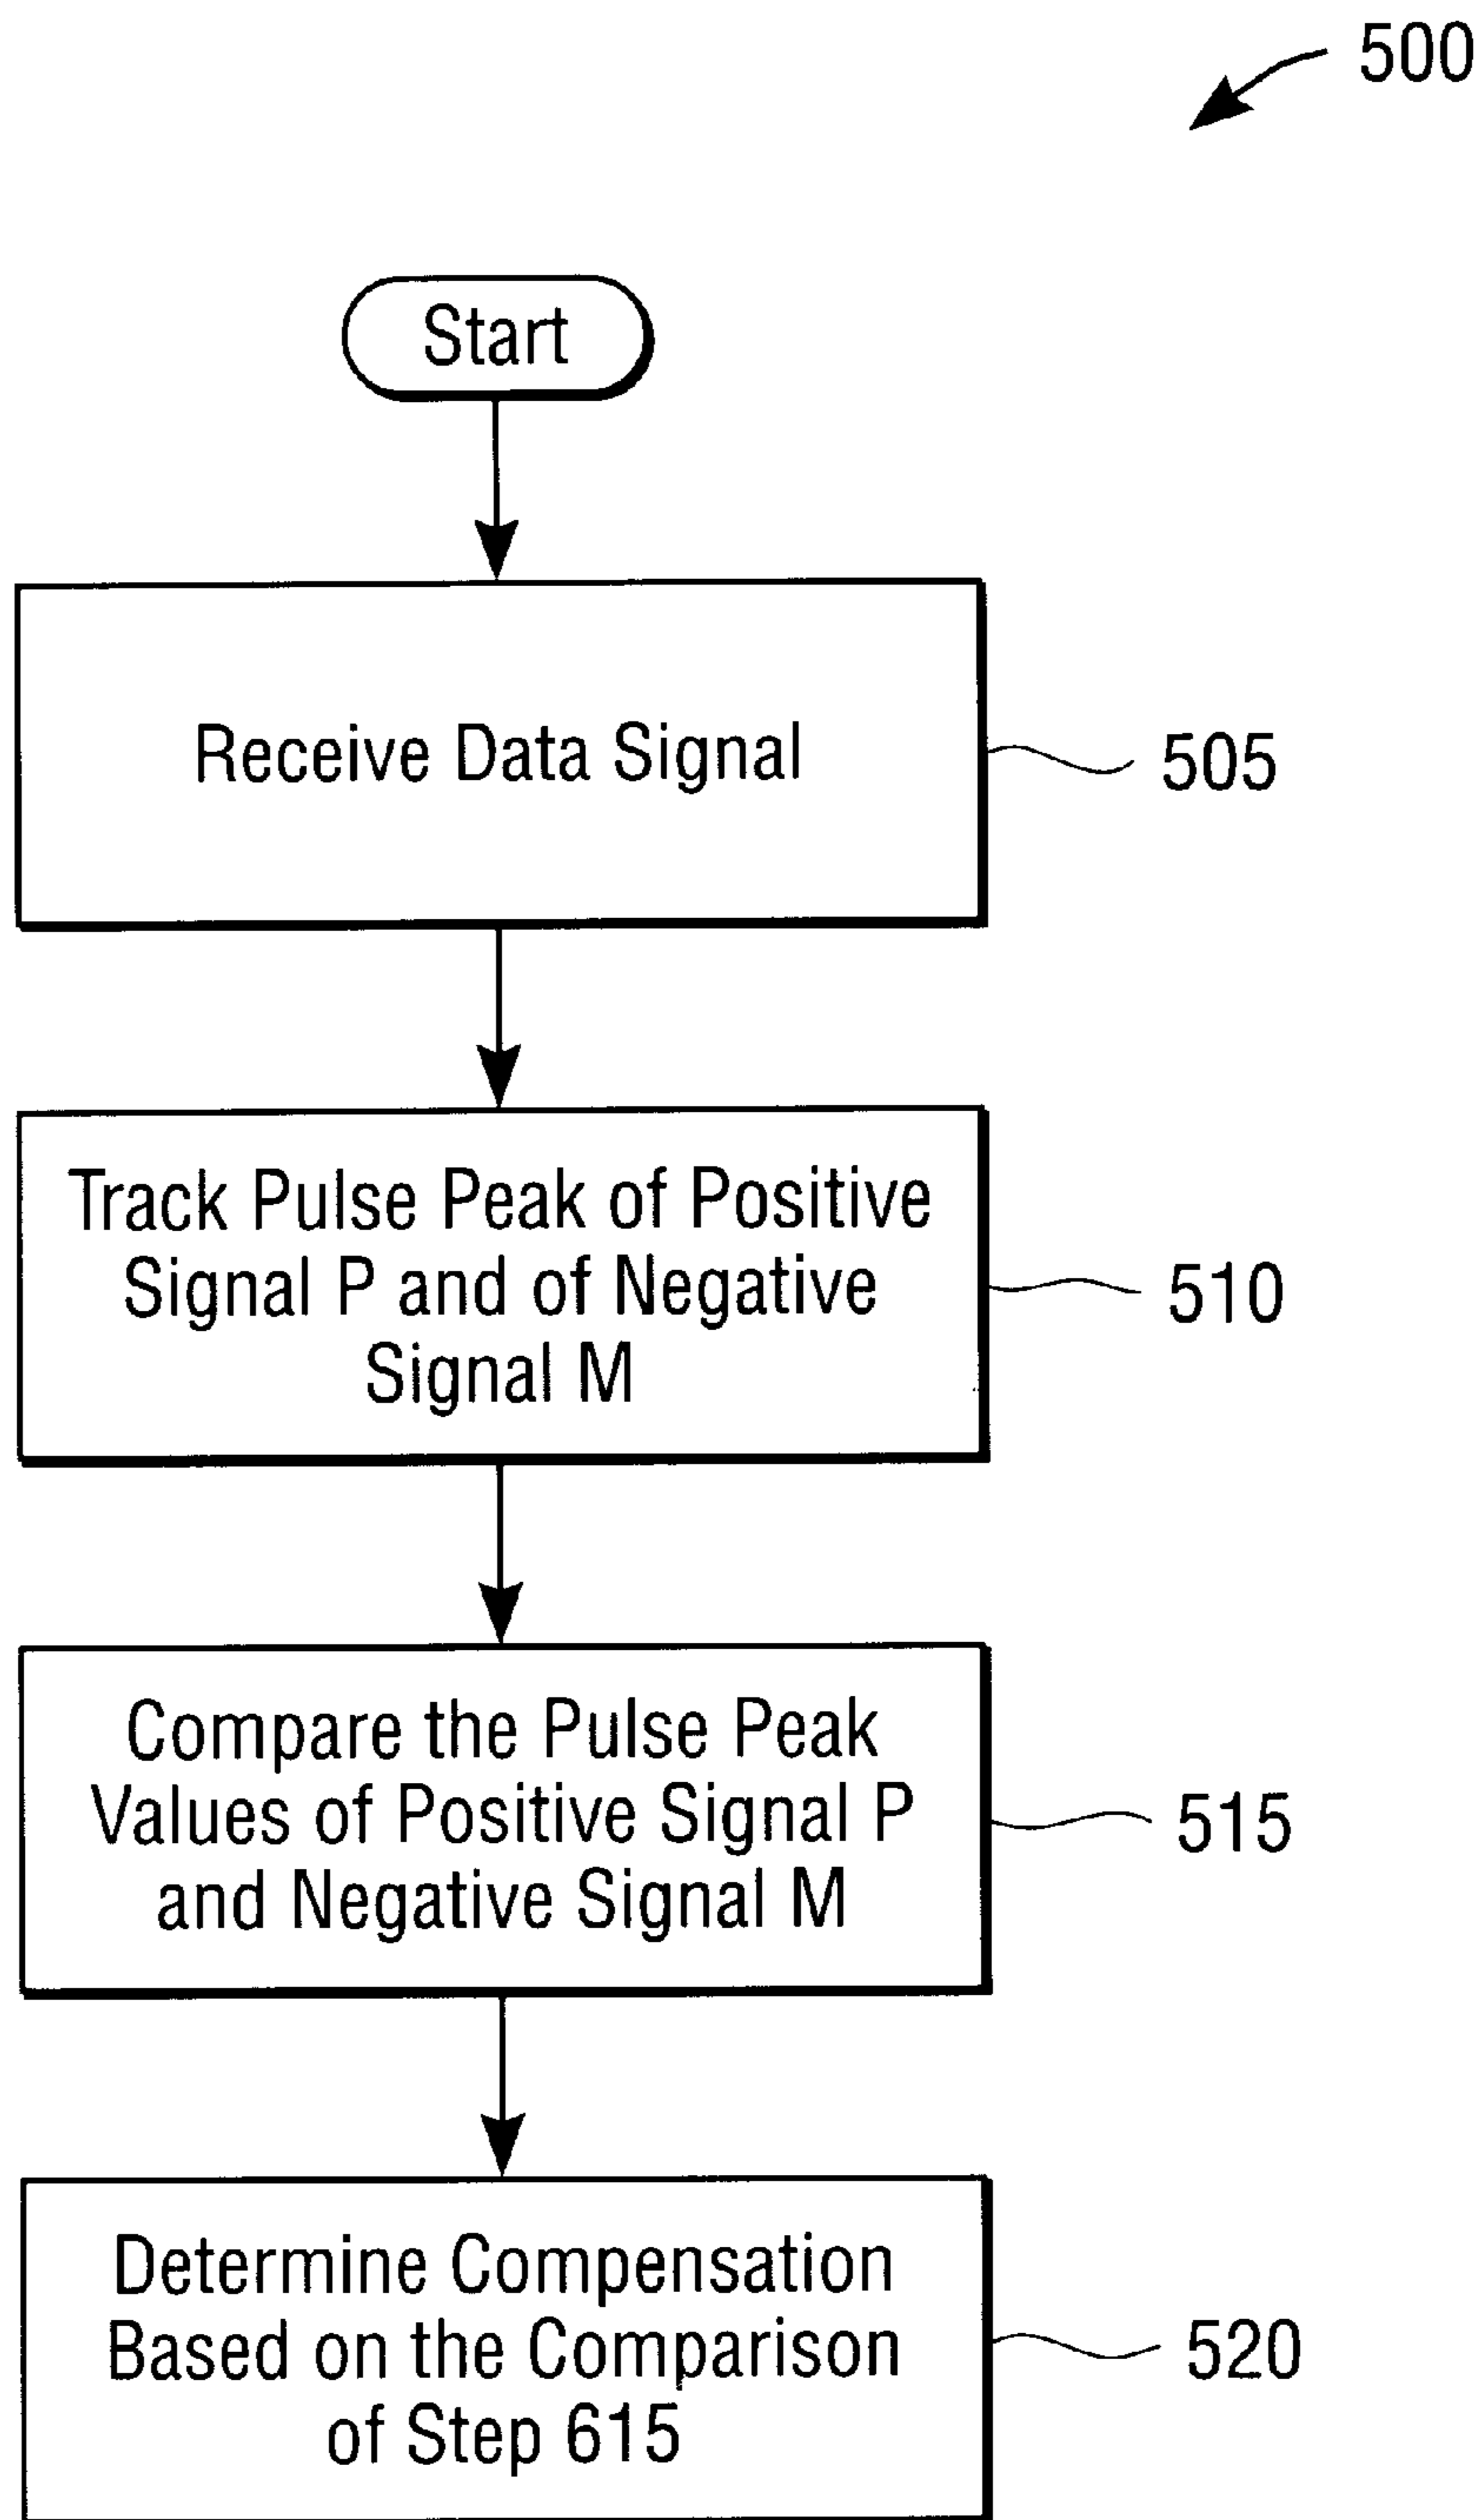 500
Start
Receive Data Signal
505
Track Pulse Peak of Positive
Signal P and of Negative
Signal M
510
Compare the Pulse Peak
Values of Positive Signal P
and Negative Signal M
515
Determine Compensation
Based on the Comparison
of Step 615
520